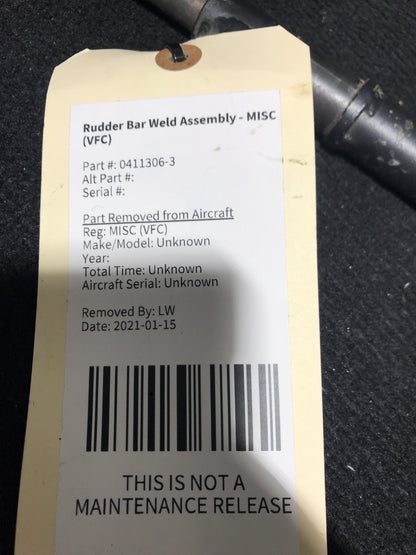 Rudder Bar Weld Assembly - MISC
(VFC)
Part #: 0411306-3
Alt Part #:
Serial #:
Part Removed from Aircraft
Reg: MISC (VFC)
Make/Model: Unknown
Year:
Total Time: Unknown
Aircraft Serial: Unknown
Removed By: LW
Date: 2021-01-15
THIS IS NOT A
MAINTENANCE RELEASE